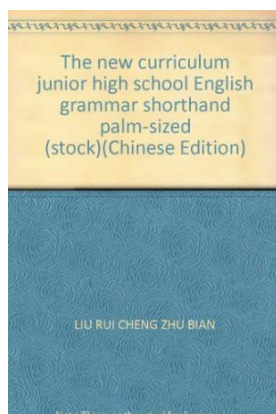 The new curriculum
junior high school English
grammar shorthand
palm-sized
(stock)(Chinese Edition)
LIU RUI CHENG ZHU BIAN